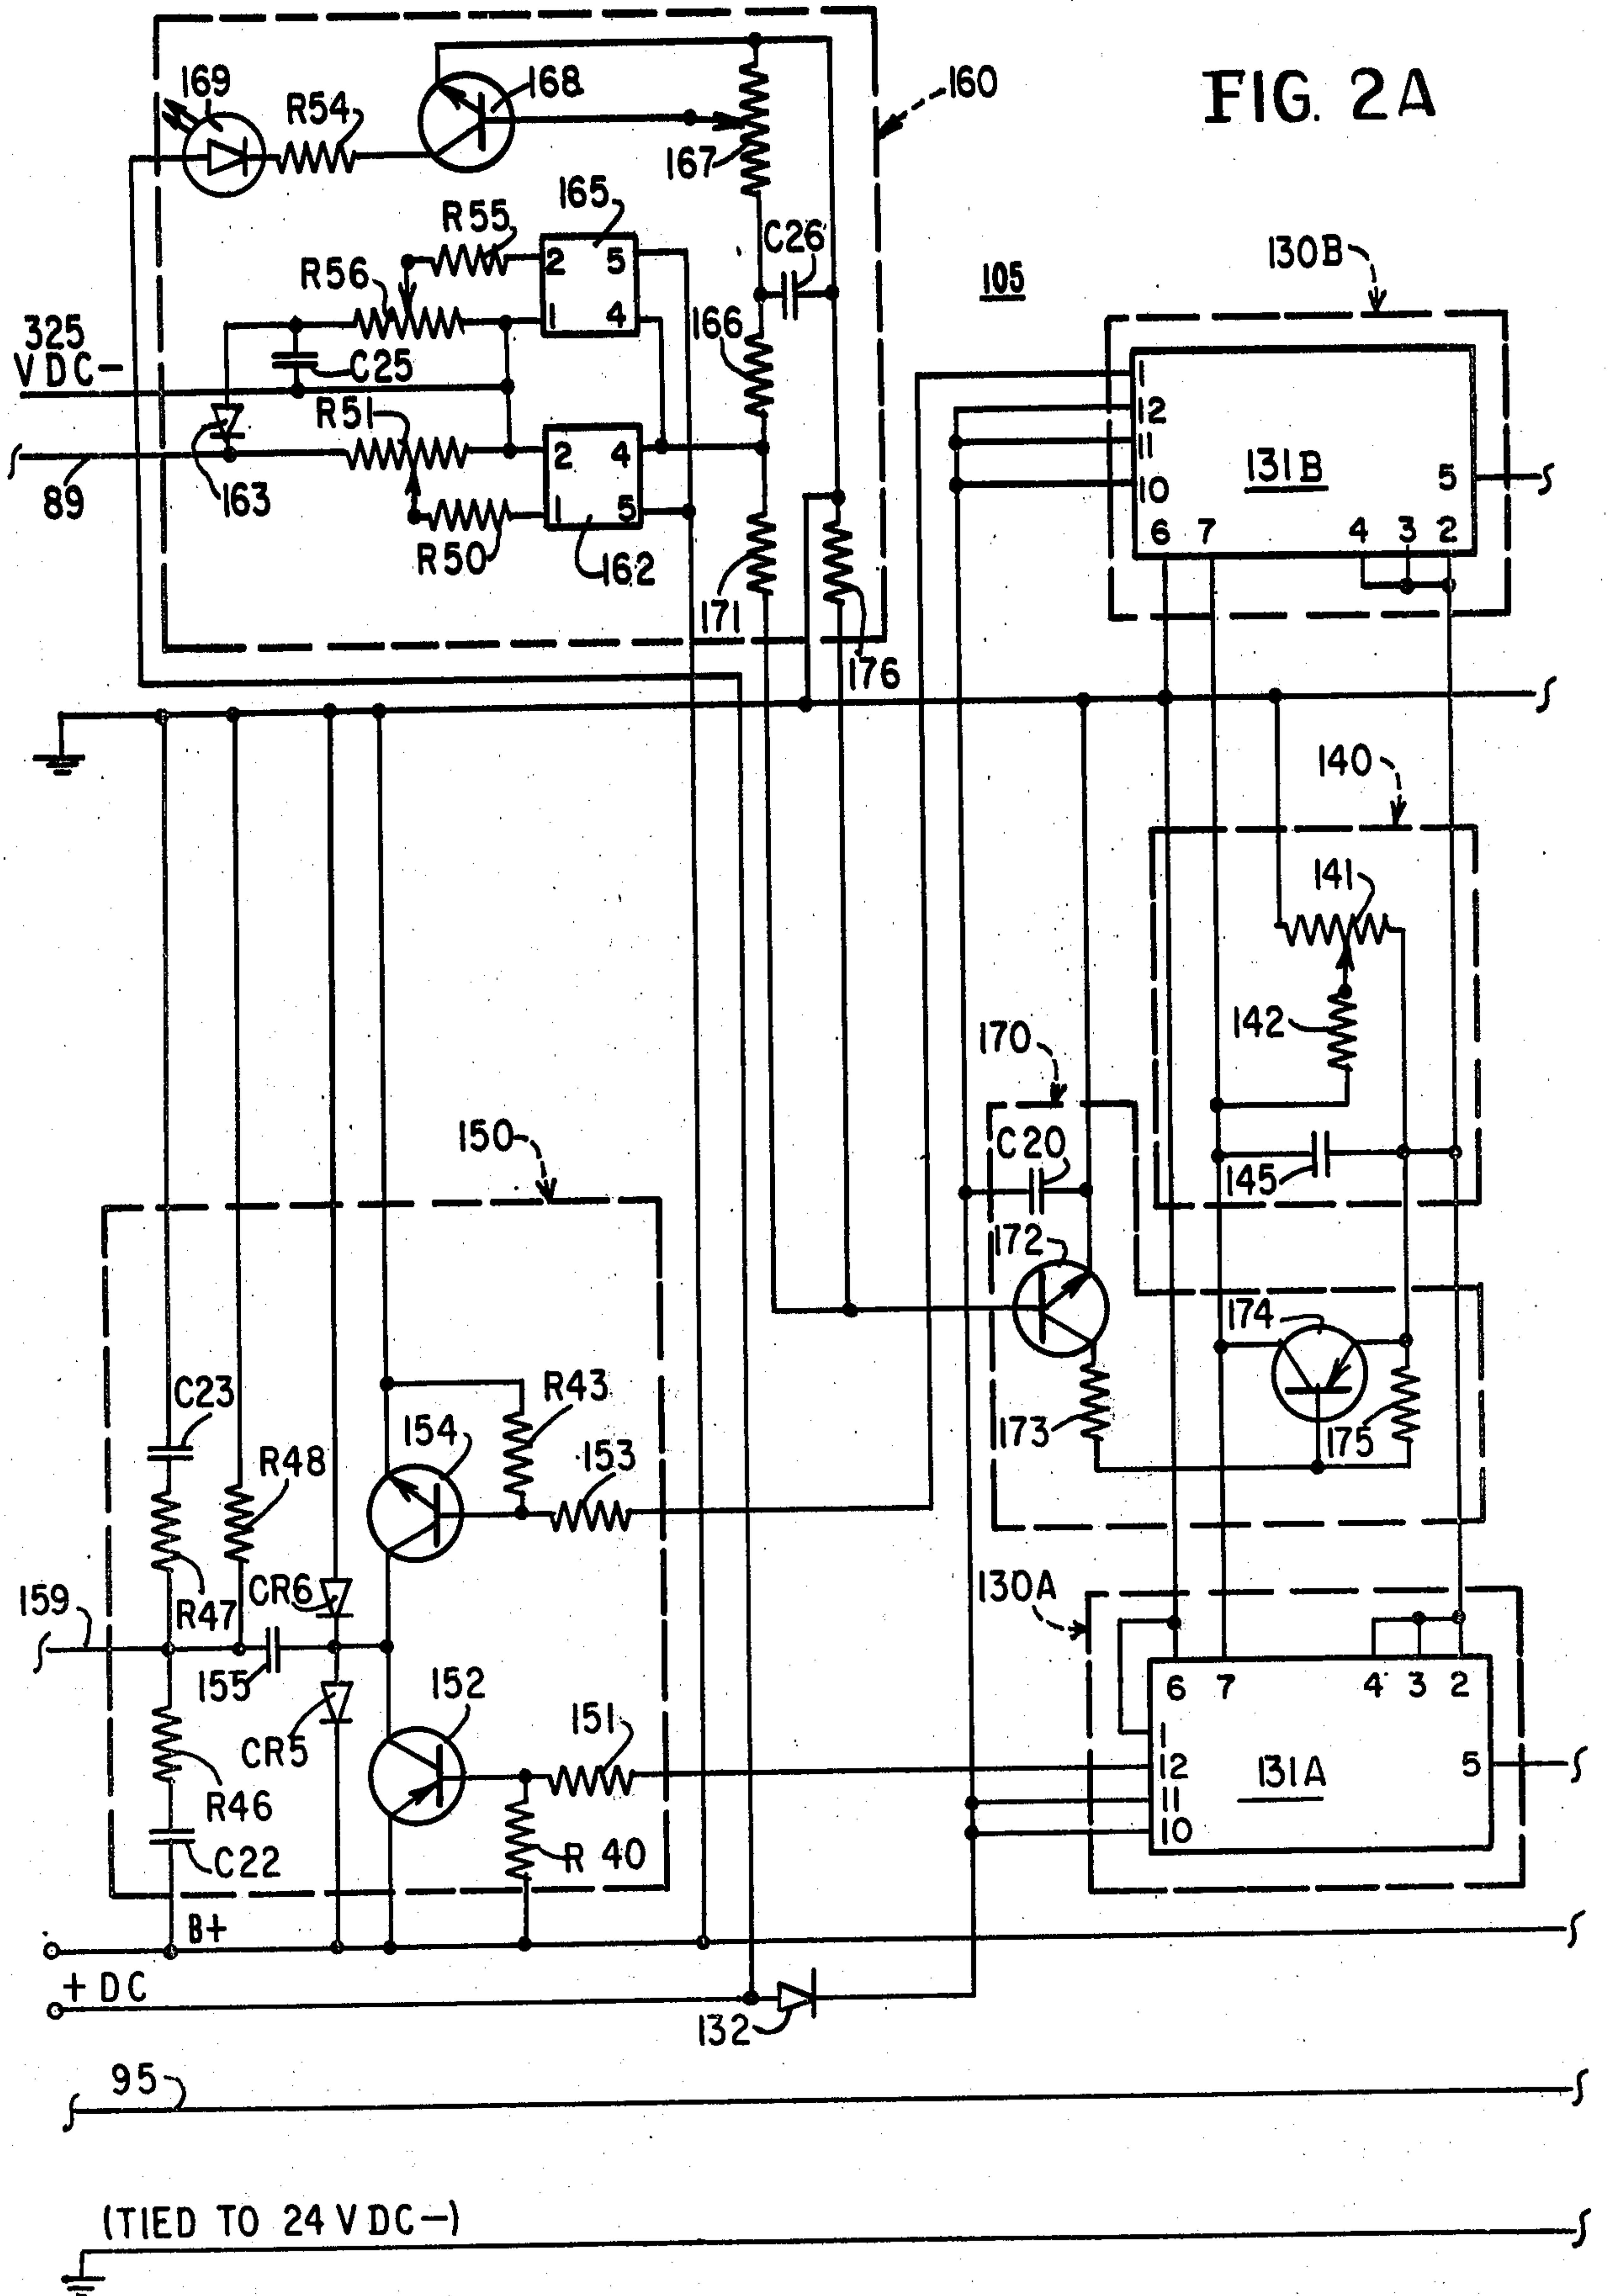 FIG. 2A
169
R54
168
160
167
R55
165
C26
R56
2 5
1 4
105
130B
325
VDC-
C25
166
R51
2 4
1 5
89
163
R50
162
171
176
1
12
11
10
131B
5
6 7 4 3 2
140
141
142
170
150
C20
145
172
174
C23
154
R43
153
173
175
R48
159
R47
CR6
130A
155
152
151
6 7 4 3 2
CR5
1
12
11
10
131A
5
R46
R 40
C22
B+
+DC
132
95
(TIED TO 24 VDC-)